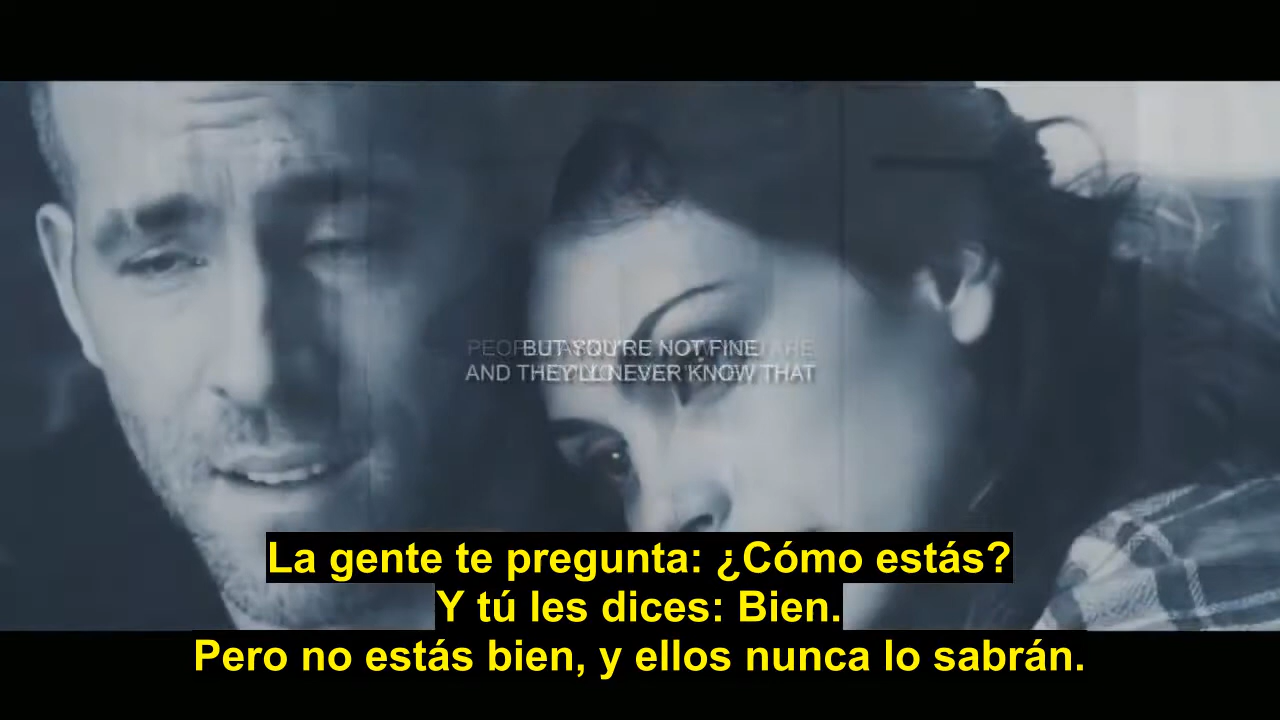 BUT YOU'RE NOT FINE
AND THEY'LL NEVER KNOW THAT
La gente te pregunta: ¿Cómo estás?
Y tú les dices: Bien.
Pero no estás bien, y ellos nunca lo sabrán.